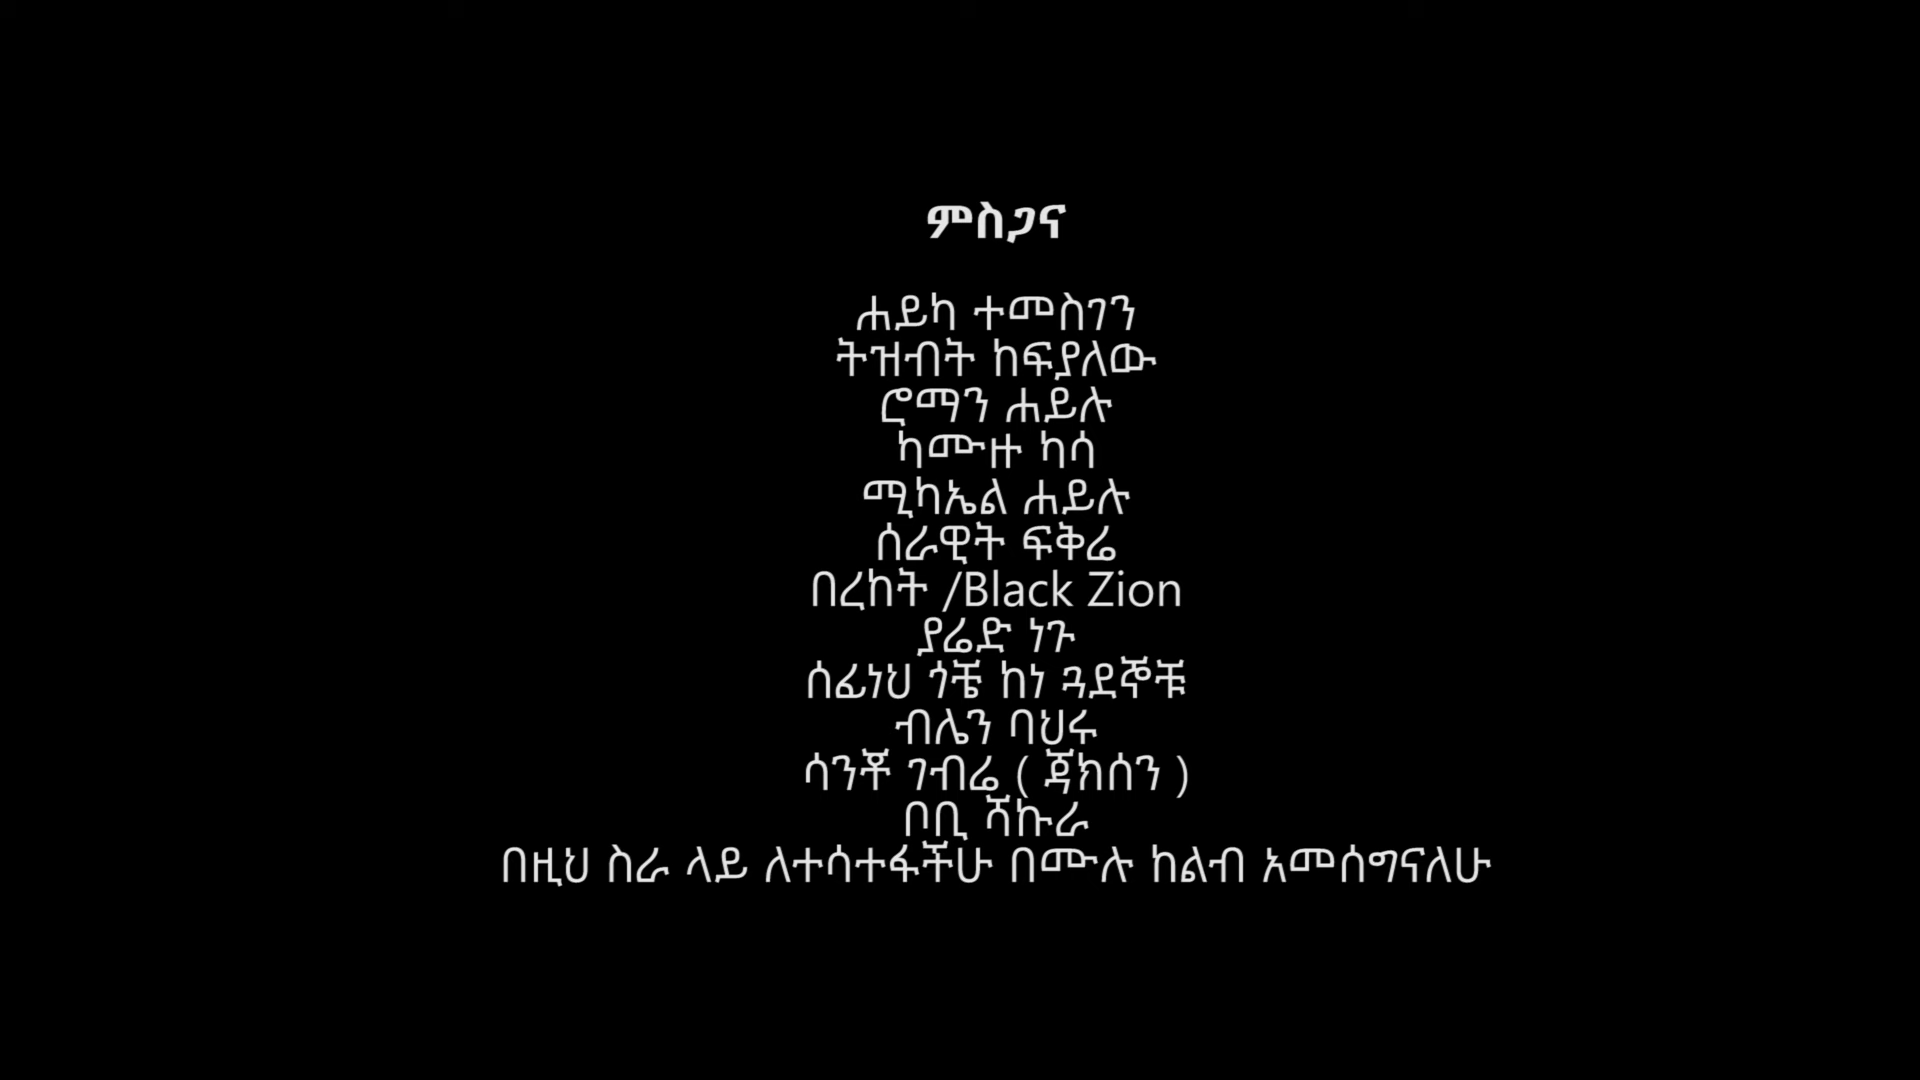 ምስጋና
ሐይካ ተመስገን
ትዝብት ከፍያለው
ሮማን ሐይሉ
ካሙዙ ካሳ
ሚካኤል ሐይሉ
ሰራዊት ፍቅሬ
በረከት /Black Zion
ያሬድ ነጉ
ሰፊነህ ጎቼ ከነ ጓደኞቹ
ብሌን ባህሩ
ሳንቾ ገብሬ ( ጃክሰን )
ቦቢ ሻኩራ
በዚህ ስራ ላይ ለተሳተፋችሁ በሙሉ ከልብ አመሰግናለሁ